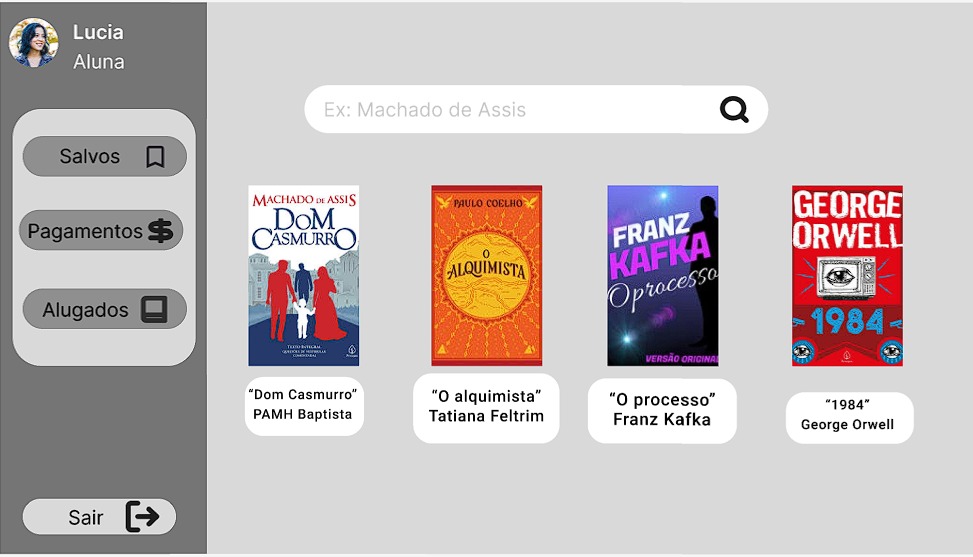 Lucia
Aluna
Salvos
Pagamentos
Alugados
Sair
Ex: Machado de Assis
MACHADO DE ASSIS
DOM
CASMURRO
TEXTO INTEGRAL
PAULO COELHO
O
ALQUIMISTA
FRANZ
KAFKA
O processo
VERSÃO ORIGINAL
GEORGE
ORWELL
1984
“Dom Casmurro”
PAMH Baptista
“O alquimista”
Tatiana Feltrim
“O processo”
Franz Kafka
“1984”
George Orwell